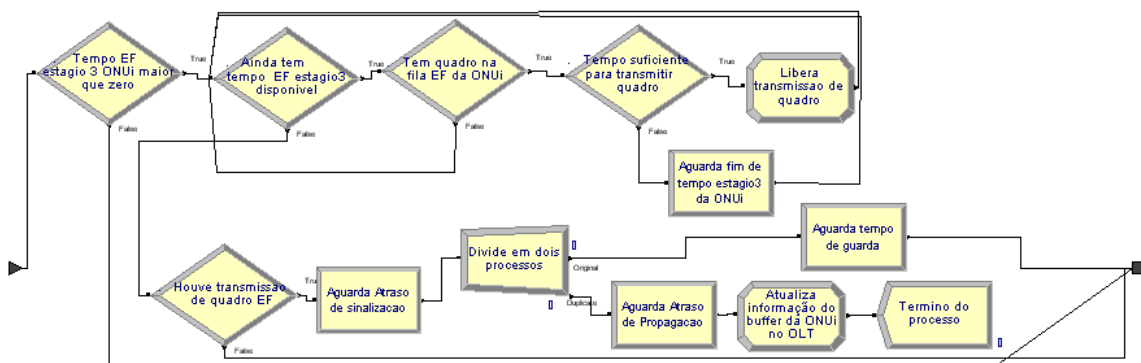 Tempo EF
estagio 3 ONUi maior
que zero
True
False
Ainda tem
tempo EF estagio3
disponivel
True
False
Tem quadro na
fila EF da ONUi
True
False
Tempo suficiente
para transmitir
quadro
True
False
Libera
transmissao de
quadro
Aguarda fim de
tempo estagio3
da ONUi
Houve transmissao
de quadro EF
True
False
Aguarda Atraso
de sinalizacao
Divide em dois
processos
0
Original
0
Duplicate
Aguarda tempo
de guarda
Aguarda Atraso
de Propagacao
Atualiza
informação do
buffer da ONUi
no OLT
Termino do
processo
0